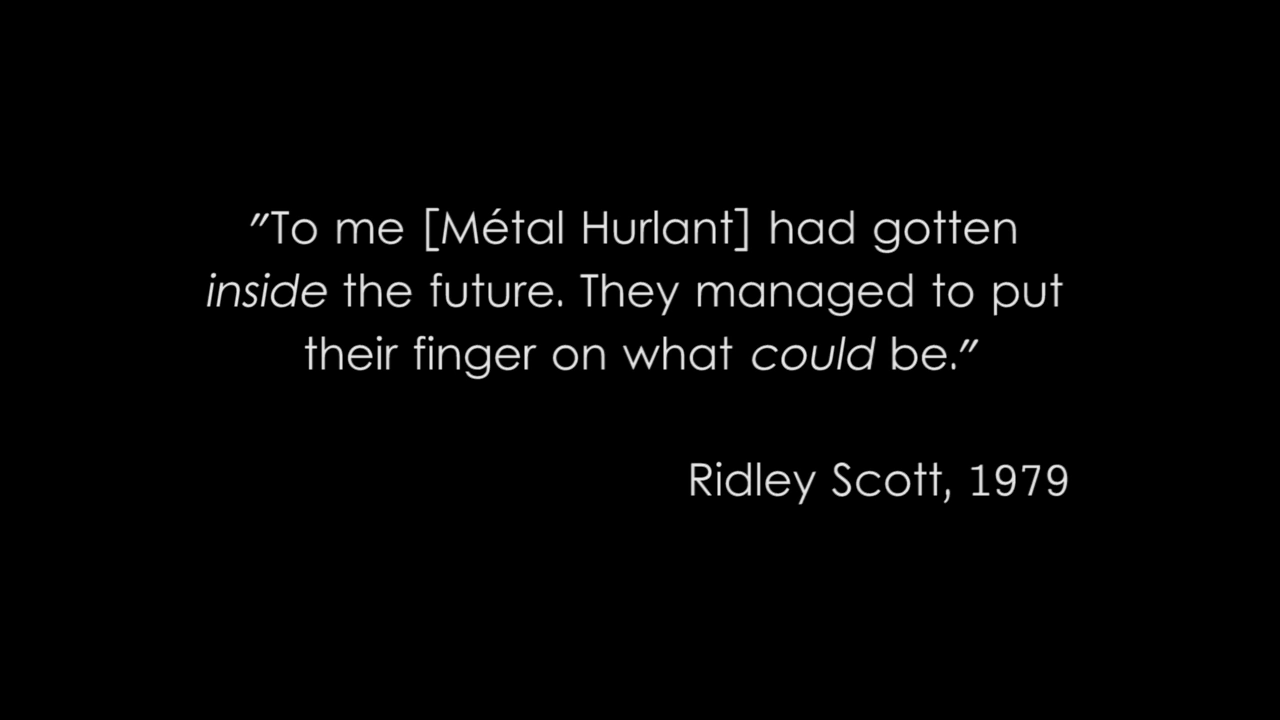 "To me [Métal Hurlant] had gotten
inside the future. They managed to put
their finger on what could be."
Ridley Scott, 1979